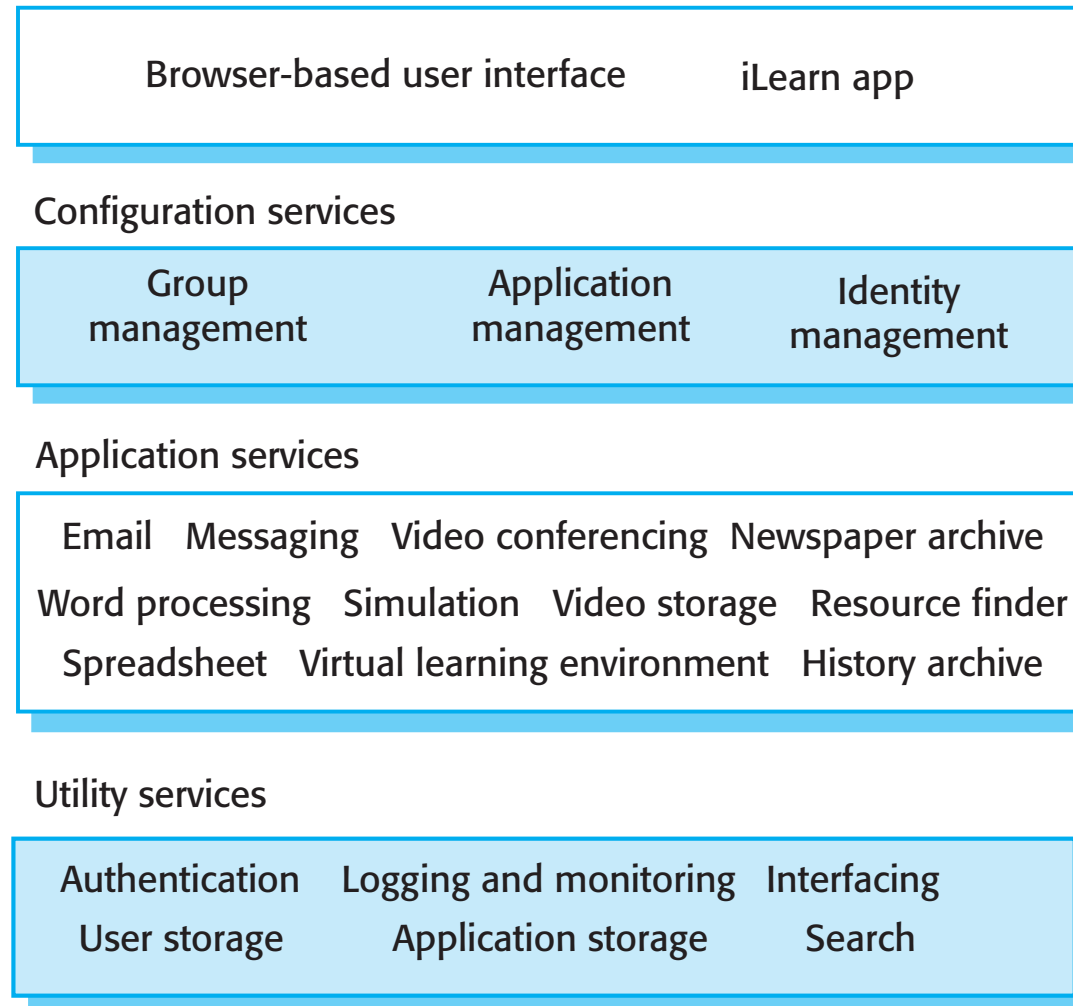 Browser-based user interface iLearn app
Configuration services
Group management Application management Identity management
Application services
Email Messaging Video conferencing Newspaper archive
Word processing Simulation Video storage Resource finder
Spreadsheet Virtual learning environment History archive
Utility services
Authentication Logging and monitoring Interfacing
User storage Application storage Search